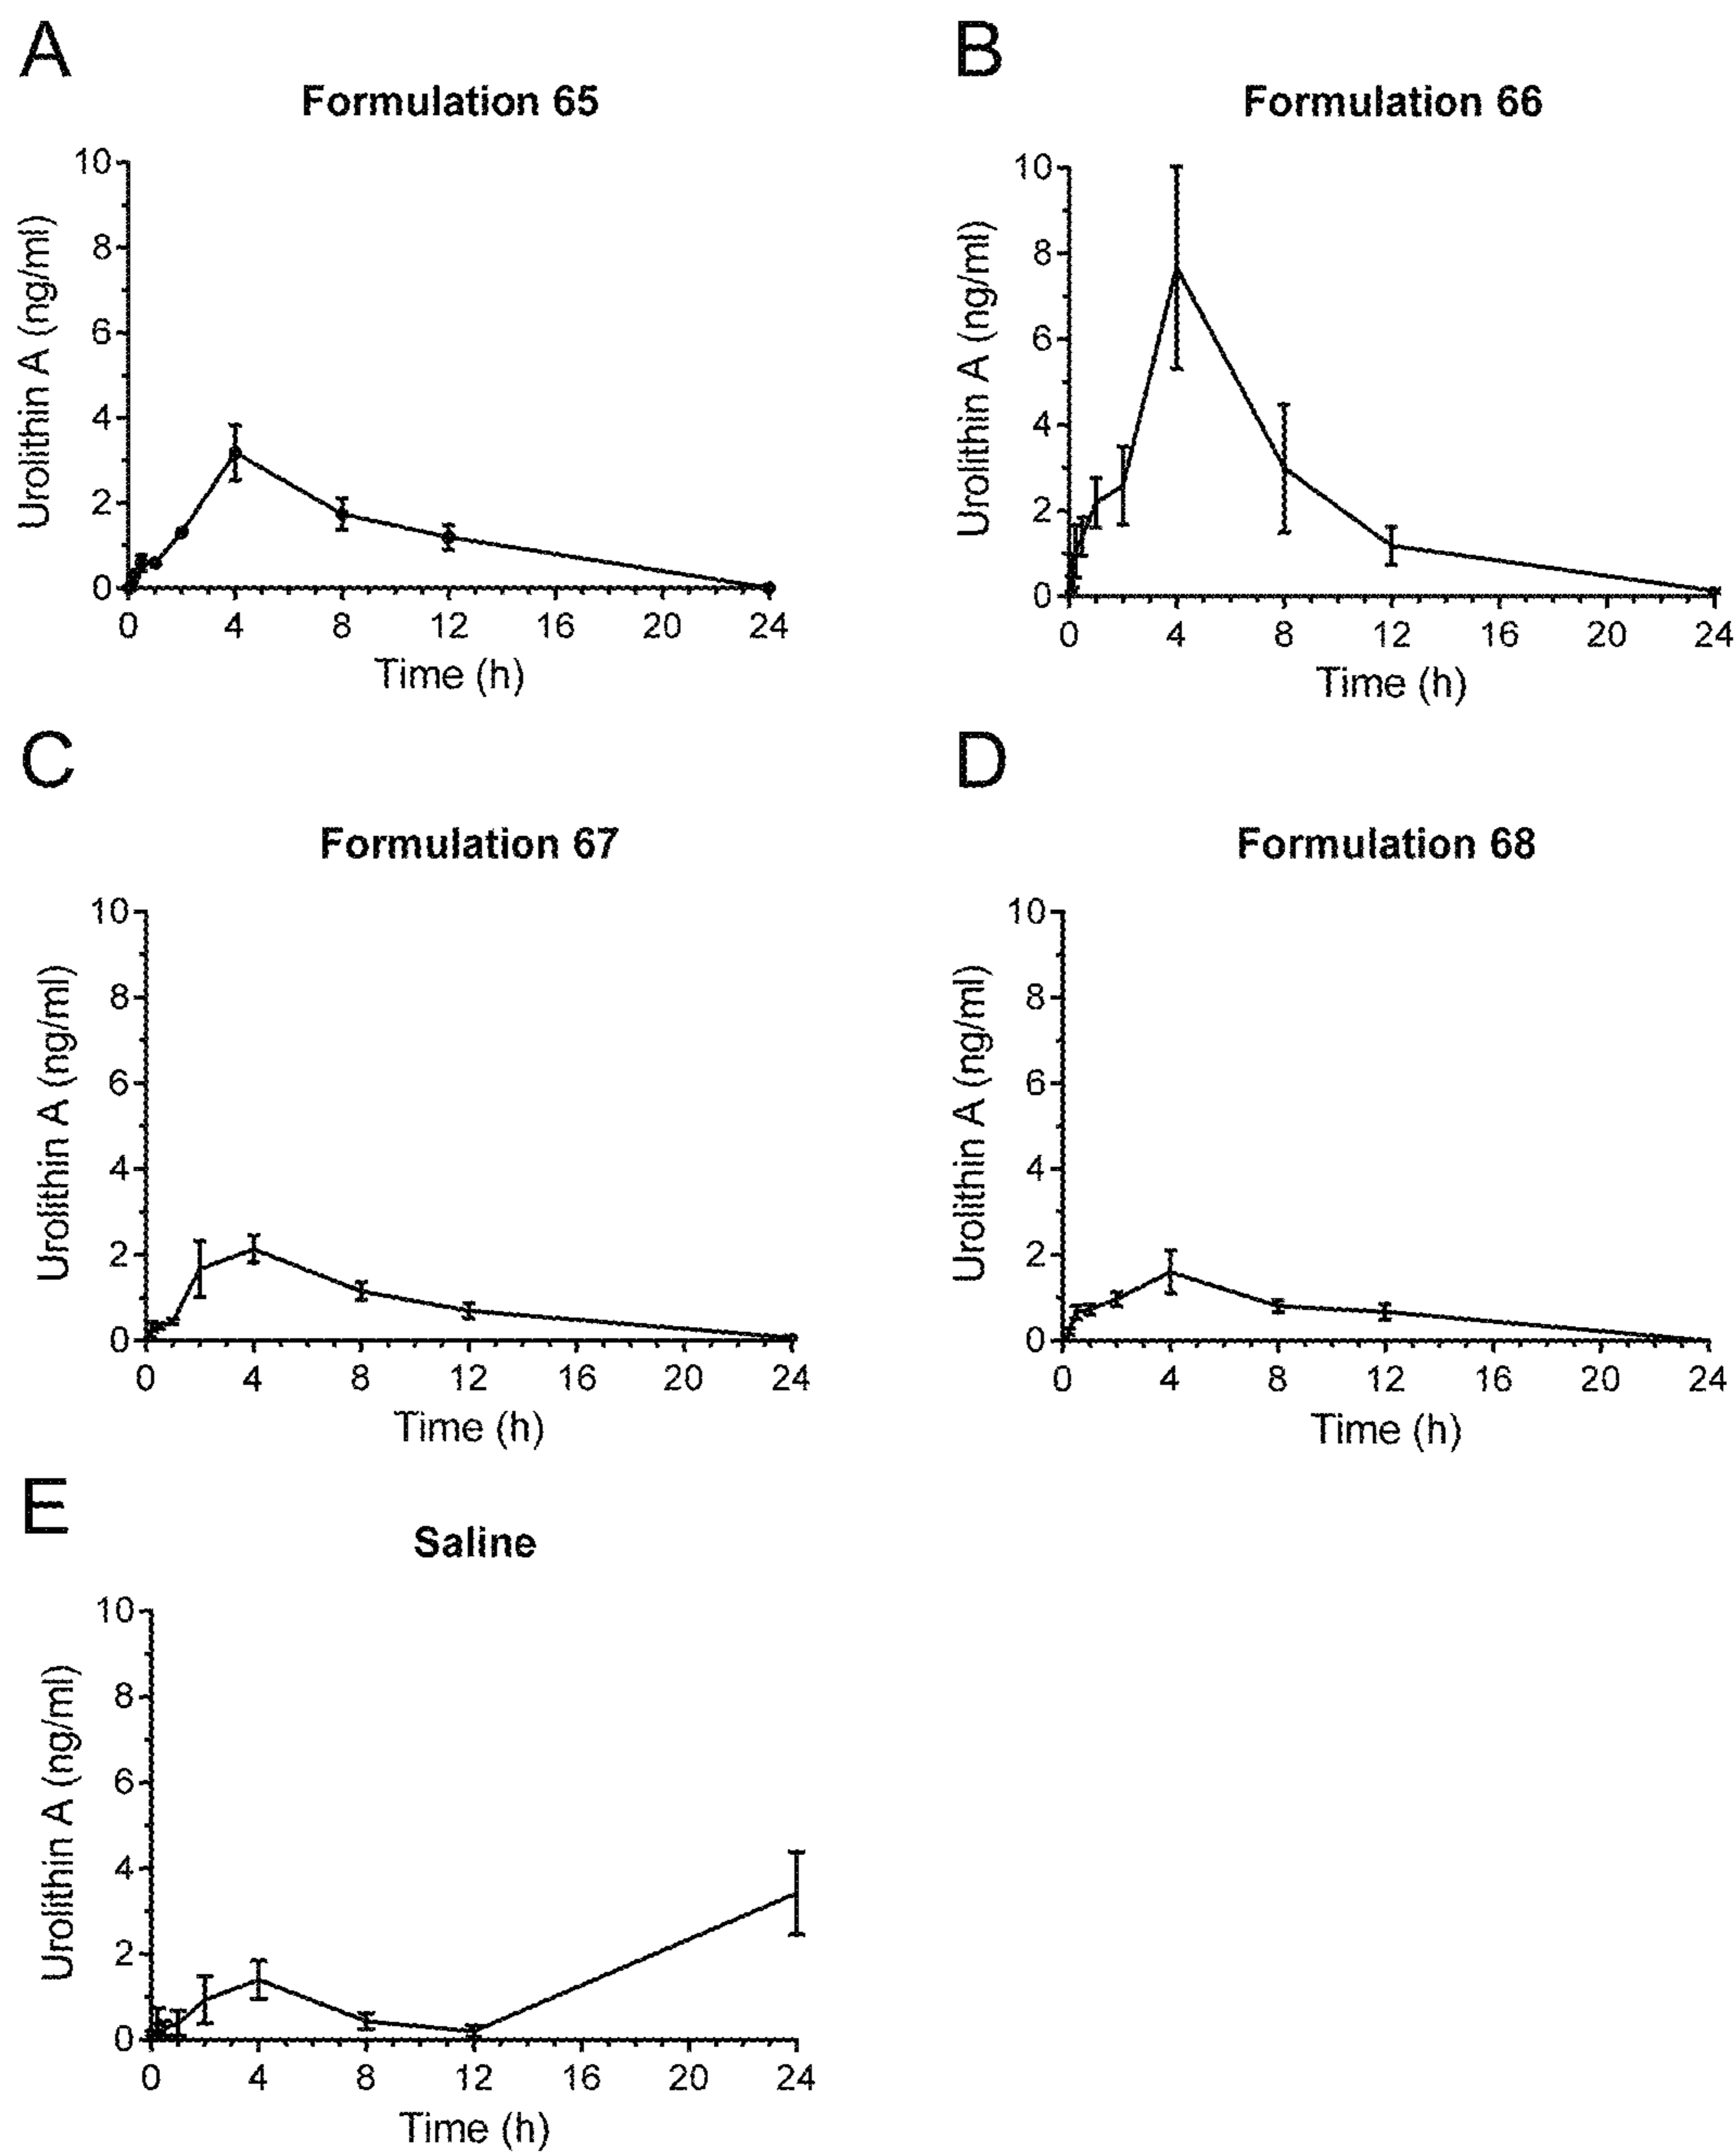 A
Formulation 65
Urolithin A (ng/ml)
10
8
6
4
2
0
0 4 8 12 16 20 24
Time (h)
B
Formulation 66
Urolithin A (ng/ml)
10
8
6
4
2
0
0 4 8 12 16 20 24
Time (h)
C
Formulation 67
Urolithin A (ng/ml)
10
8
6
4
2
0
0 4 8 12 16 20 24
Time (h)
D
Formulation 68
Urolithin A (ng/ml)
10
8
6
4
2
0
0 4 8 12 16 20 24
Time (h)
E
Saline
Urolithin A (ng/ml)
10
8
6
4
2
0
0 4 8 12 16 20 24
Time (h)